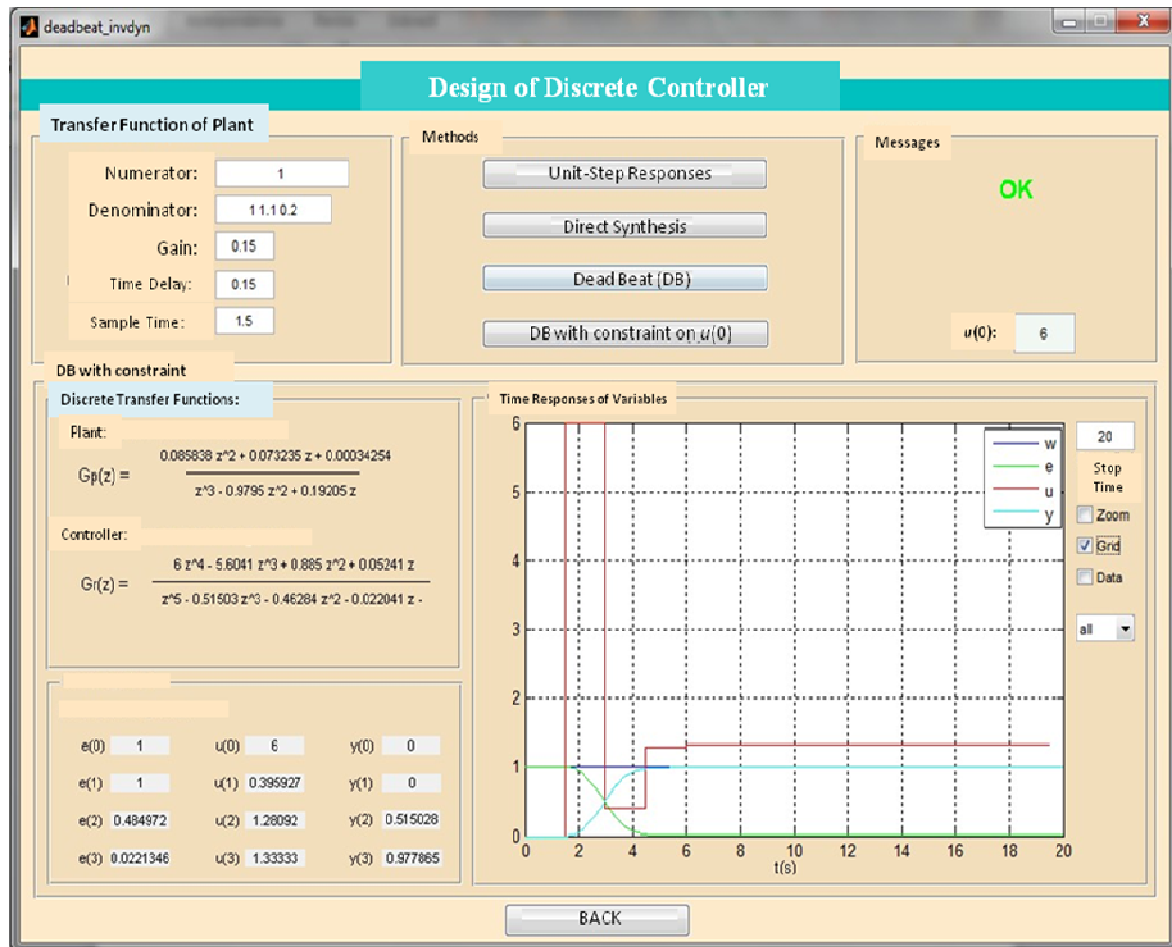 deadbeat_invdyn
Design of Discrete Controller
Transfer Function of Plant
Numerator: 1
Denominator: 1 1.1 0.2
Gain: 0.15
Time Delay: 0.15
Sample Time: 1.5
Methods
Unit-Step Responses
Direct Synthesis
Dead Beat (DB)
DB with constraint on u(0)
Messages
OK
u(0): 6
DB with constraint
Discrete Transfer Functions:
Plant:
0.085838 z^2 + 0.073235 z + 0.00034254
Gp(z) =
z^3 - 0.9795 z^2 + 0.19205 z
Controller:
6 z^4 - 5.6041 z^3 + 0.885 z^2 + 0.05241 z
Gr(z) =
z^5 - 0.51503 z^3 - 0.46284 z^2 - 0.022041 z -
e(0) 1 u(0) 6 y(0) 0
e(1) 1 u(1) 0.395927 y(1) 0
e(2) 0.484972 u(2) 1.28092 y(2) 0.515028
e(3) 0.0221346 u(3) 1.33333 y(3) 0.977865
Time Responses of Variables
6
5
4
3
2
1
0
0 2 4 6 8 10 12 14 16 18 20
t(s)
w
e
u
y
20
Stop
Time
Zoom
Grid
Data
all
BACK